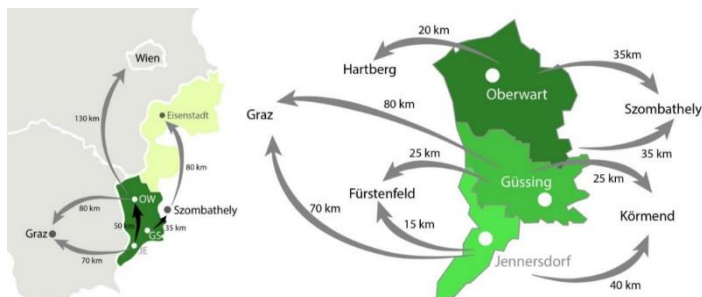 Wien
130 km
Eisenstadt
80 km
OW
80 km
Szombathely
50 km
GS
35 km
Graz
JE
70 km
20 km
35km
Hartberg
Oberwart
80 km
Szombathely
Graz
35 km
25 km
Güssing
25 km
Fürstenfeld
70 km
15 km
Körmend
Jennersdorf
40 km